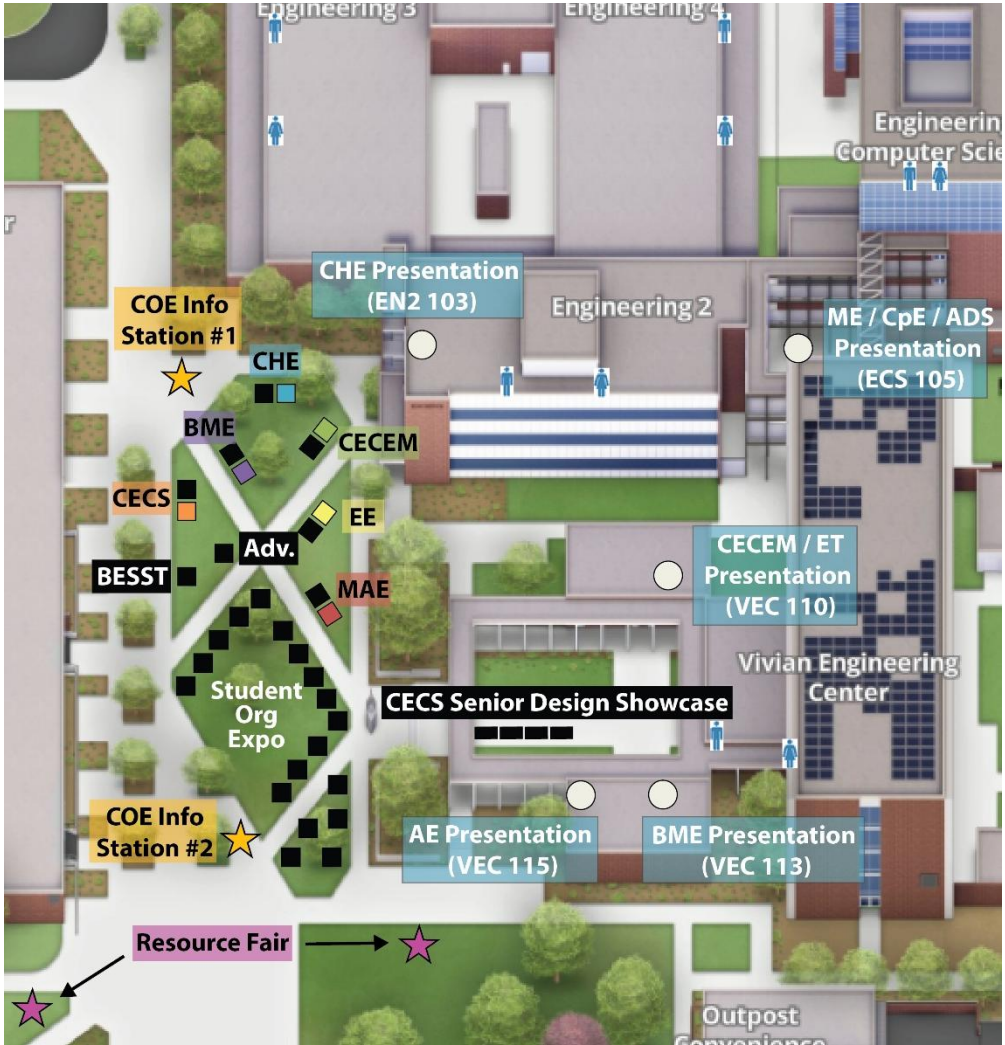 Engineering 3
Engineering 4
Computer Scie
CHE Presentation
(EN2 103)
COE Info
Station #1
Engineering 2
ME / CpE / ADS
Presentation
(ECS 105)
CHE
BME
CECEM
CECS
EE
Adv.
BESST
MAE
CECEM / ET
Presentation
(VEC 110)
Vivian Engineering
Center
Student
Org
Expo
CECS Senior Design Showcase
COE Info
Station #2
AE Presentation
(VEC 115)
BME Presentation
(VEC 113)
Resource Fair
Outpost
Convenience